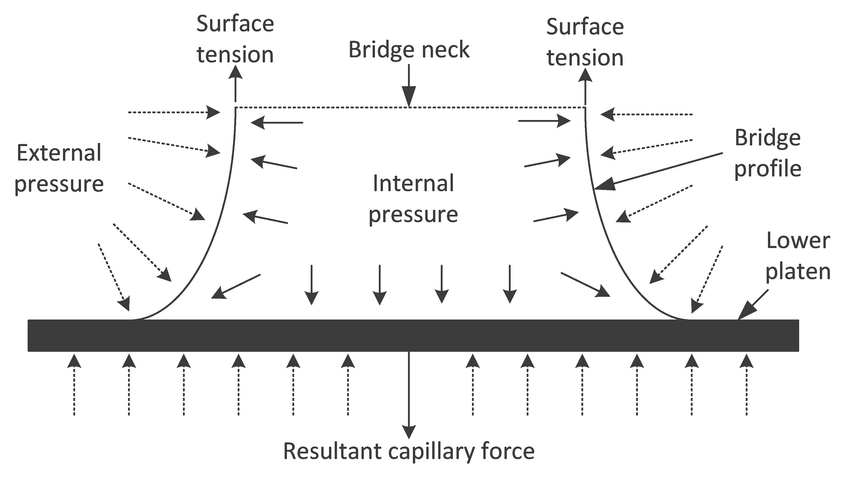 Surface
tension
Bridge neck
Surface
tension
External
pressure
Internal
pressure
Bridge
profile
Lower
platen
Resultant capillary force